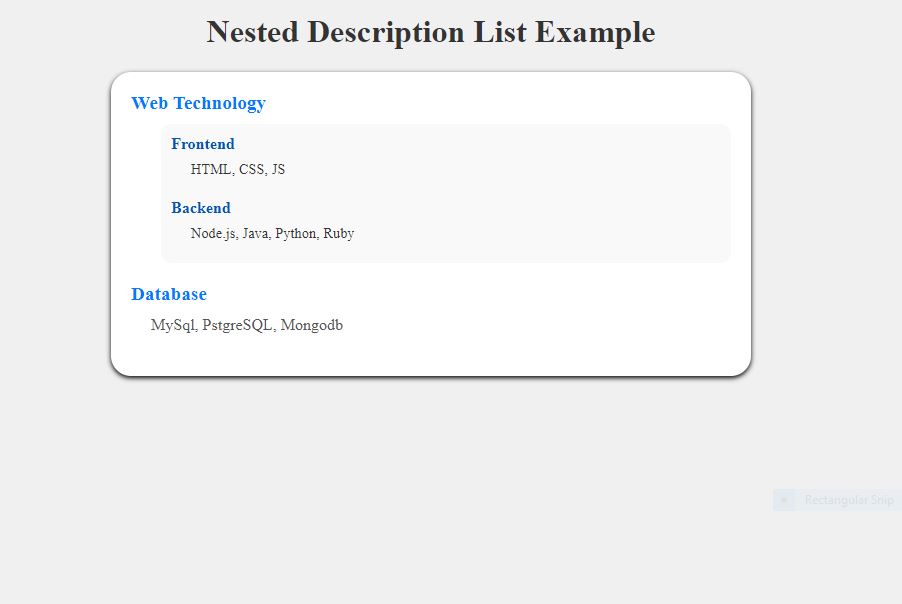 Nested Description List Example
Web Technology
Frontend
HTML, CSS, JS
Backend
Node.js, Java, Python, Ruby
Database
MySql, PstgreSQL, Mongodb
Rectangular Snip